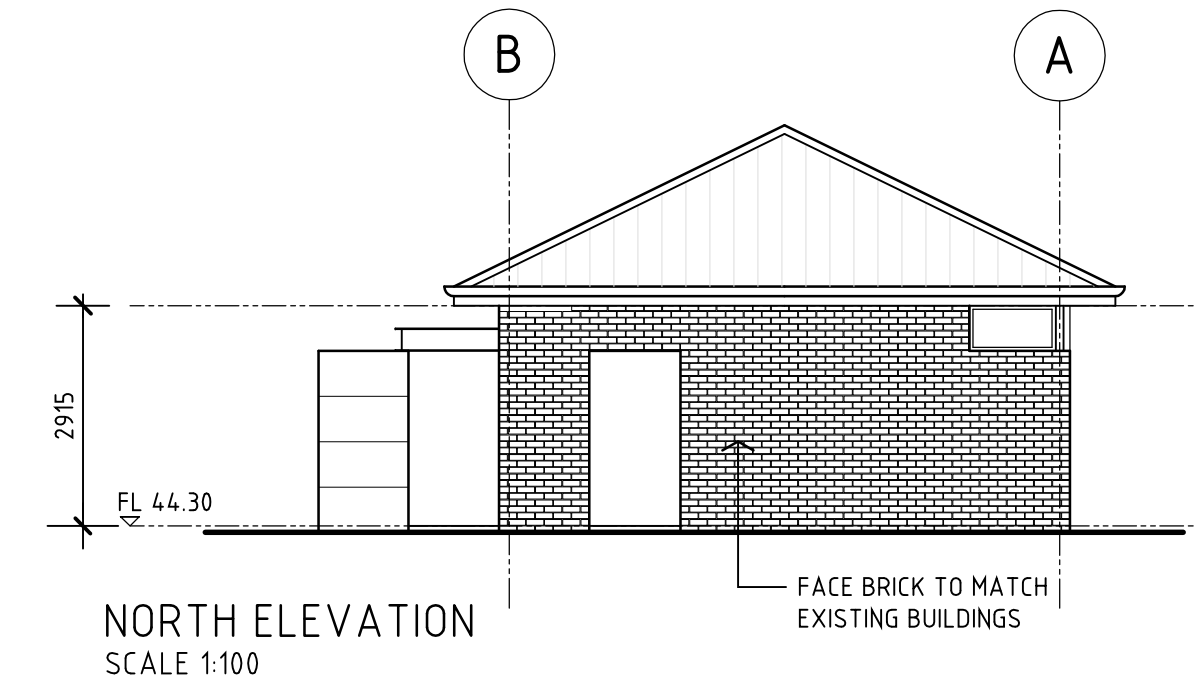 B
A
2915
FL 44.30
FACE BRICK TO MATCH
EXISTING BUILDINGS
NORTH ELEVATION
SCALE 1:100